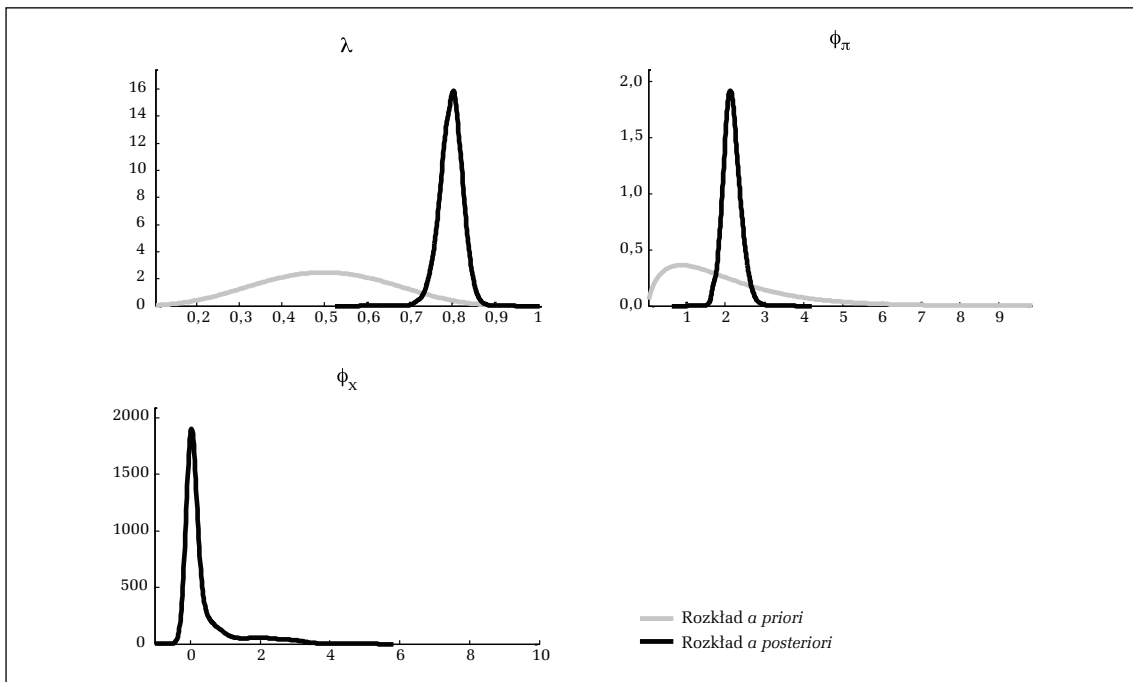 λ
16
14
12
10
8
6
4
2
0
0,2 0,3 0,4 0,5 0,6 0,7 0,8 0,9 1
ϕπ
2,0
1,5
1,0
0,5
0,0
1 2 3 4 5 6 7 8 9
ϕx
2000
1500
1000
500
0
0 2 4 6 8 10
Rozkład a priori
Rozkład a posteriori